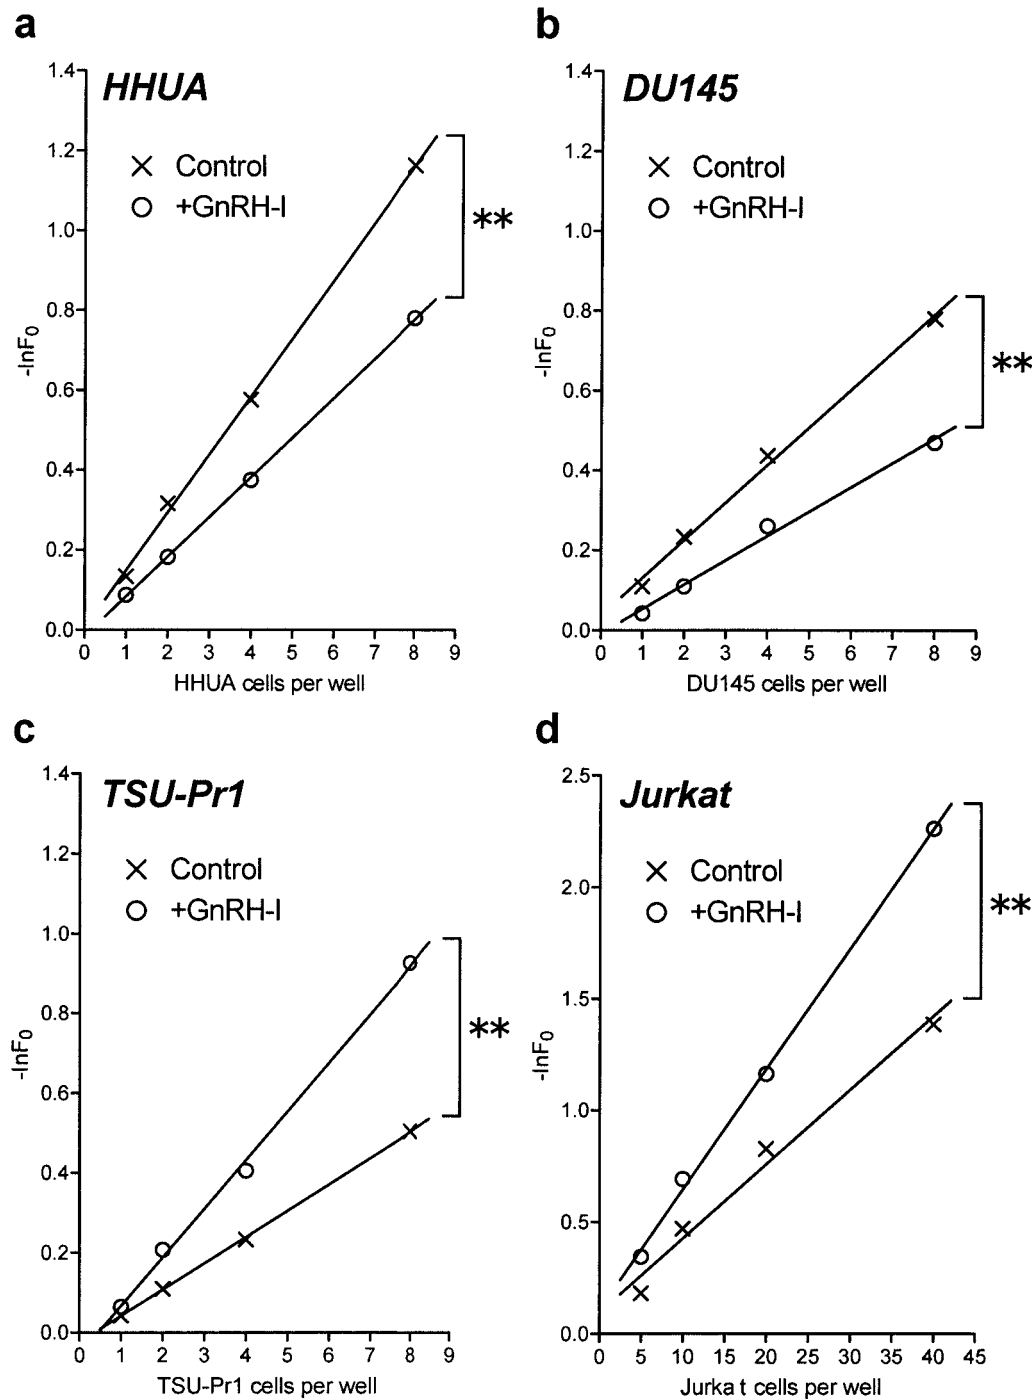 a
HHUA
1.4
1.2
1.0
0.8
0.6
0.4
0.2
0.0
-lnF0
× Control
○ +GnRH-I
**
0 1 2 3 4 5 6 7 8 9
HHUA cells per well
b
DU145
1.4
1.2
1.0
0.8
0.6
0.4
0.2
0.0
-lnF0
× Control
○ +GnRH-I
**
0 1 2 3 4 5 6 7 8 9
DU145 cells per well
c
TSU-Pr1
1.4
1.2
1.0
0.8
0.6
0.4
0.2
0.0
-lnF0
× Control
○ +GnRH-I
**
0 1 2 3 4 5 6 7 8 9
TSU-Pr1 cells per well
d
Jurkat
2.5
2.0
1.5
1.0
0.5
0.0
-lnF0
× Control
○ +GnRH-I
**
0 5 10 15 20 25 30 35 40 45
Jurka t cells per well